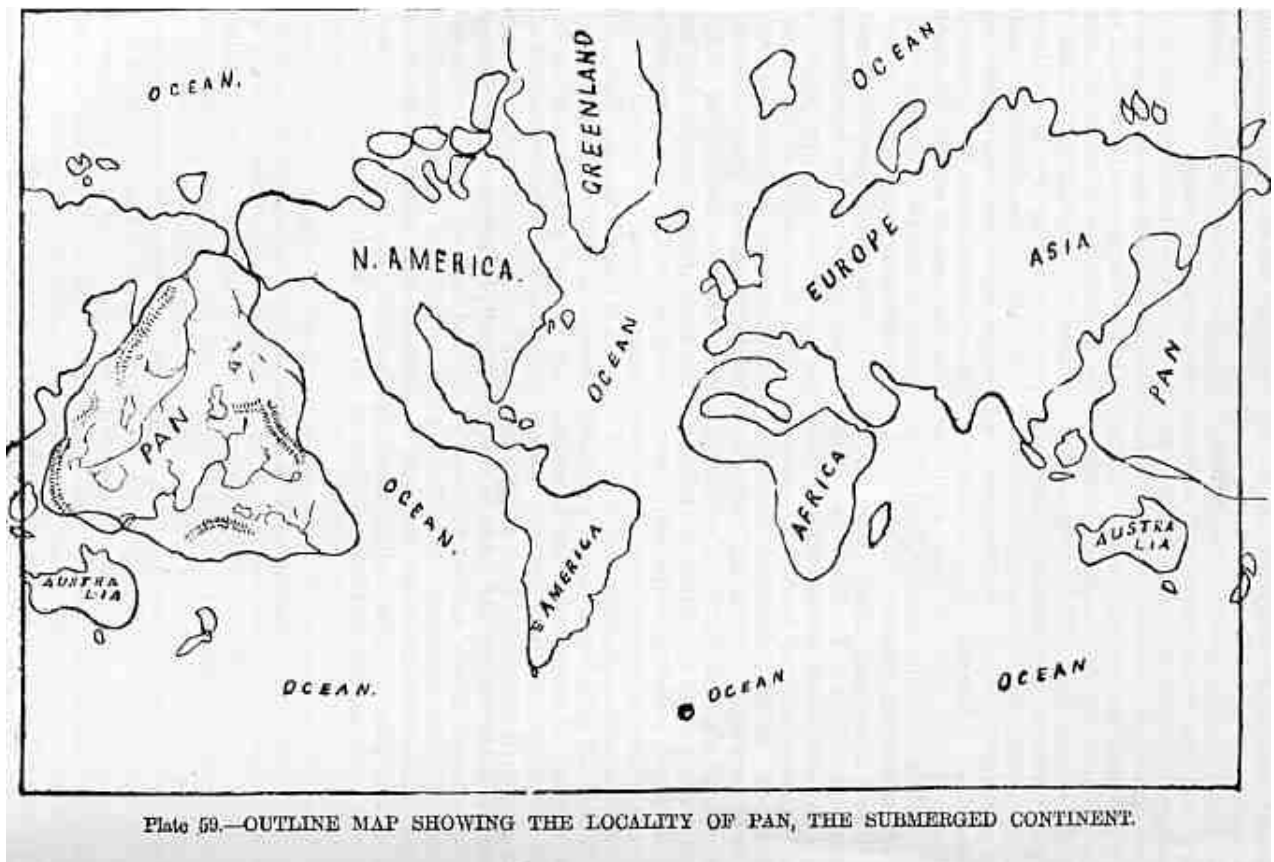 OCEAN.
GREENLAND
OCEAN
N. AMERICA.
EUROPE
ASIA
OCEAN
PAN
PAN
OCEAN.
AFRICA
S AMERICA
AUSTRA
LIA
AUSTRA
LIA
OCEAN.
OCEAN
OCEAN
Plate 59.—OUTLINE MAP SHOWING THE LOCALITY OF PAN, THE SUBMERGED CONTINENT.